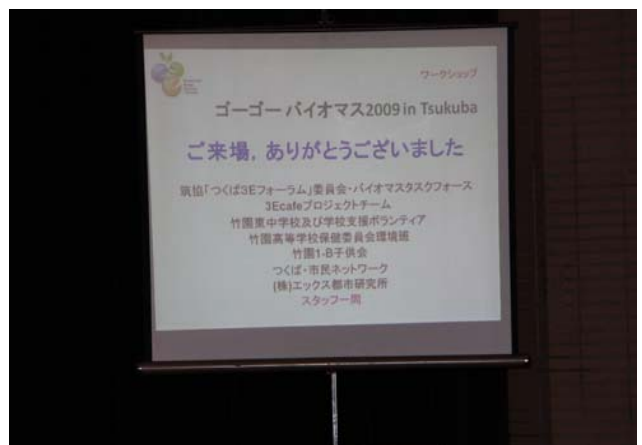 ワークショップ
ゴーゴー バイオマス2009 in Tsukuba
ご来場，ありがとうございました
筑協「つくば3Eフォーラム」委員会・バイオマスタスクフォース
3Ecafeプロジェクトチーム
竹園東中学校及び学校支援ボランティア
竹園高等学校保健委員会環境班
竹園1-B子供会
つくば・市民ネットワーク
(株)エックス都市研究所
スタッフ一同